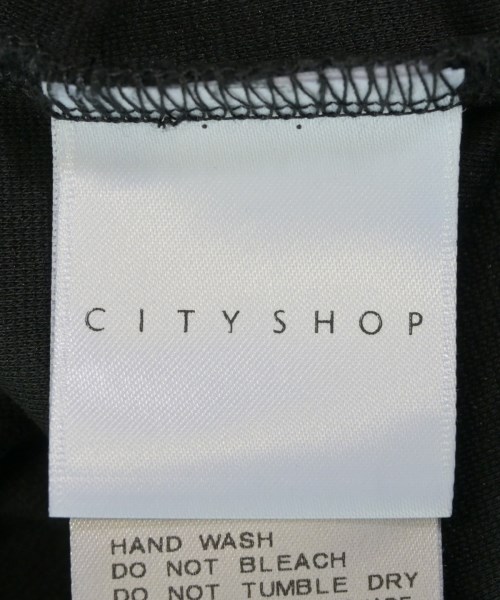 CITYSHOP
HAND WASH
DO NOT BLEACH
DO NOT TUMBLE DRY